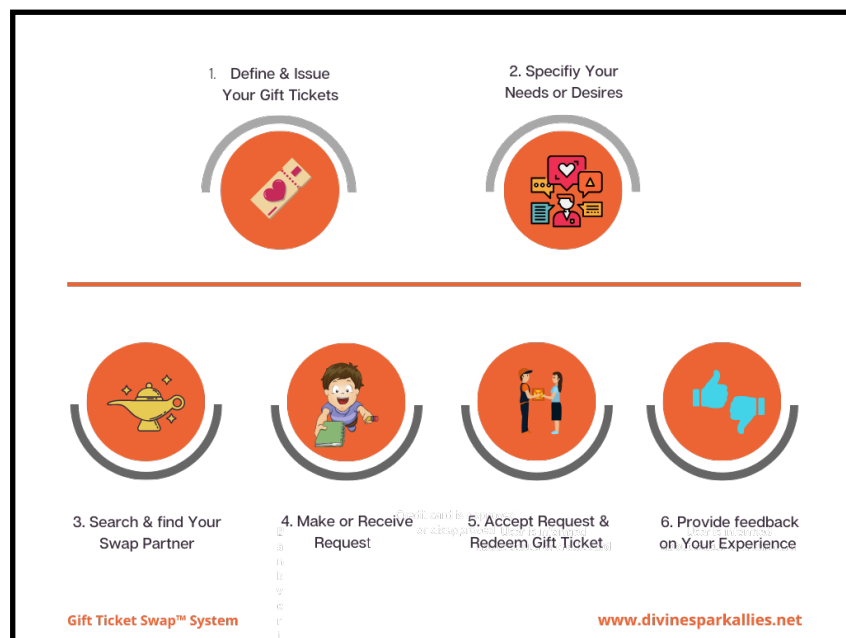 1. Define & Issue
Your Gift Tickets
2. Specifiy Your
Needs or Desires
3. Search & find Your
Swap Partner
4. Make or Receive
Request
5. Accept Request &
Redeem Gift Ticket
6. Provide feedback
on Your Experience
Gift Ticket Swap™ System
www.divinesparkallies.net